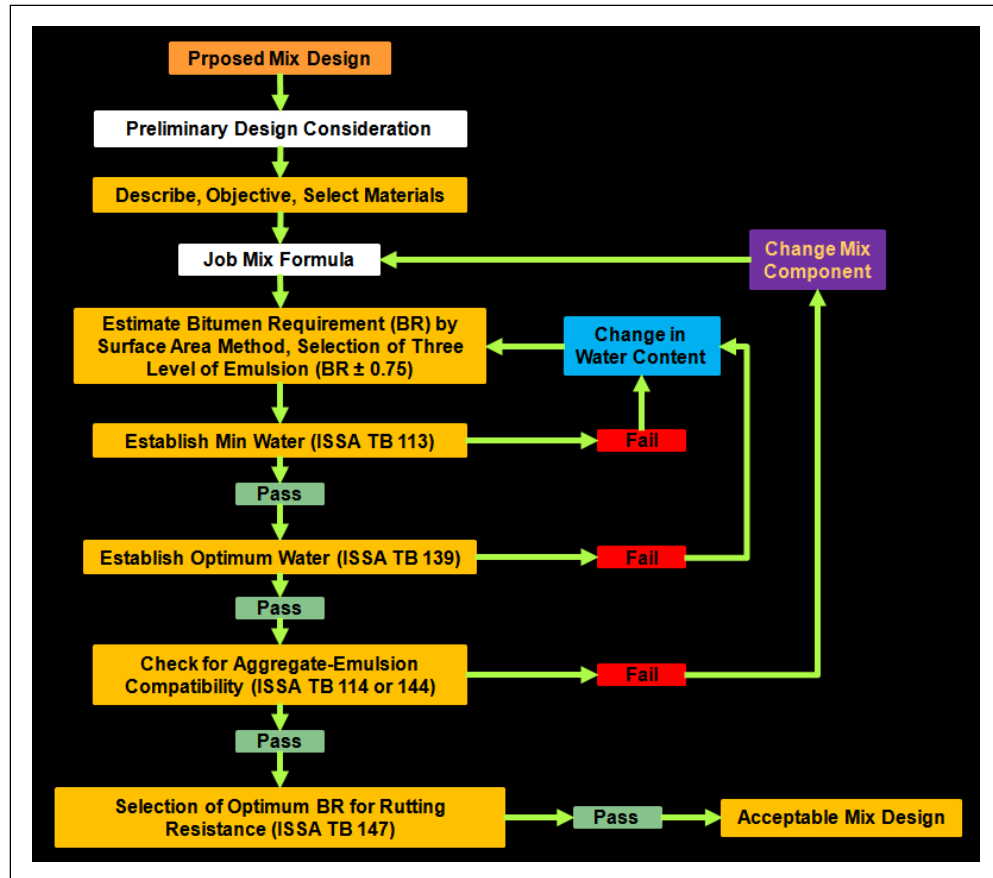 Prposed Mix Design
Preliminary Design Consideration
Describe, Objective, Select Materials
Job Mix Formula
Change Mix
Component
Estimate Bitumen Requirement (BR) by
Surface Area Method, Selection of Three
Level of Emulsion (BR ± 0.75)
Change in
Water Content
Establish Min Water (ISSA TB 113)
Fail
Pass
Establish Optimum Water (ISSA TB 139)
Fail
Pass
Check for Aggregate-Emulsion
Compatibility (ISSA TB 114 or 144)
Fail
Pass
Selection of Optimum BR for Rutting
Resistance (ISSA TB 147)
Pass
Acceptable Mix Design